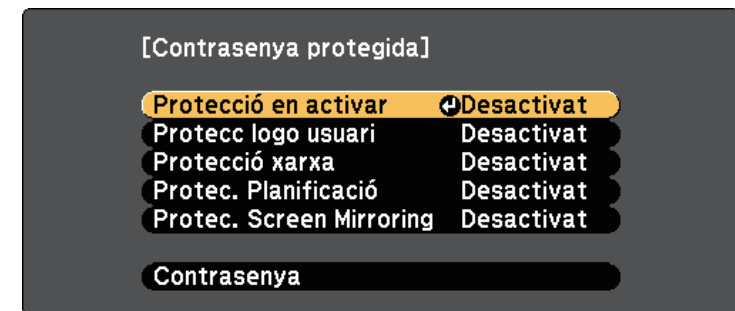 [Contrasenya protegida]
Protecció en activar Desactivat
Protecc logo usuari Desactivat
Protecció xarxa Desactivat
Protec. Planificació Desactivat
Protec. Screen Mirroring Desactivat
Contrasenya